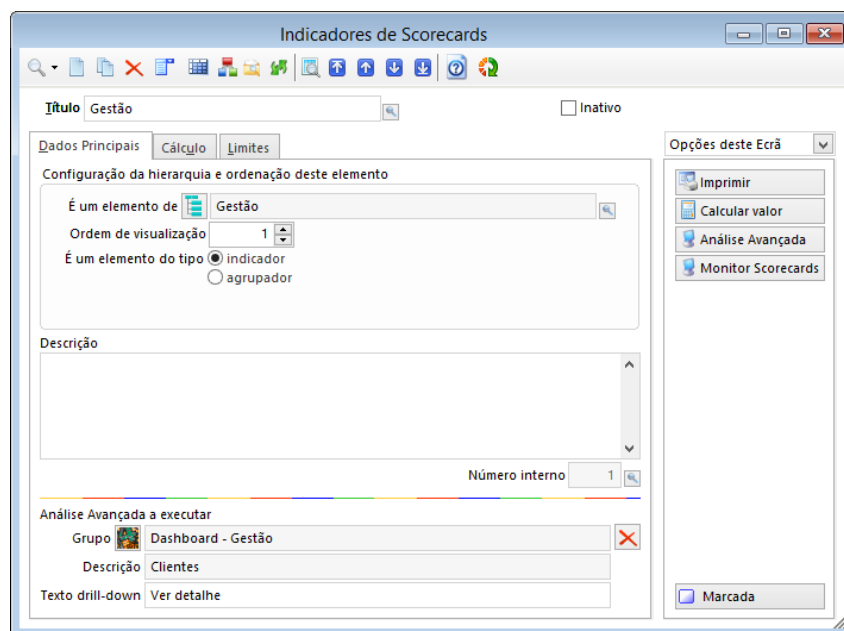 Indicadores de Scorecards
Título Gestão Inativo
Dados Principais Cálculo Limites Opções deste Ecrã
Configuração da hierarquia e ordenação deste elemento
Imprimir
É um elemento de Gestão
Calcular valor
Ordem de visualização 1
Análise Avançada
É um elemento do tipo indicador
Monitor Scorecards
agrupador
Descrição
Número interno 1
Análise Avançada a executar
Grupo Dashboard - Gestão
Descrição Clientes
Texto drill-down Ver detalhe
Marcada